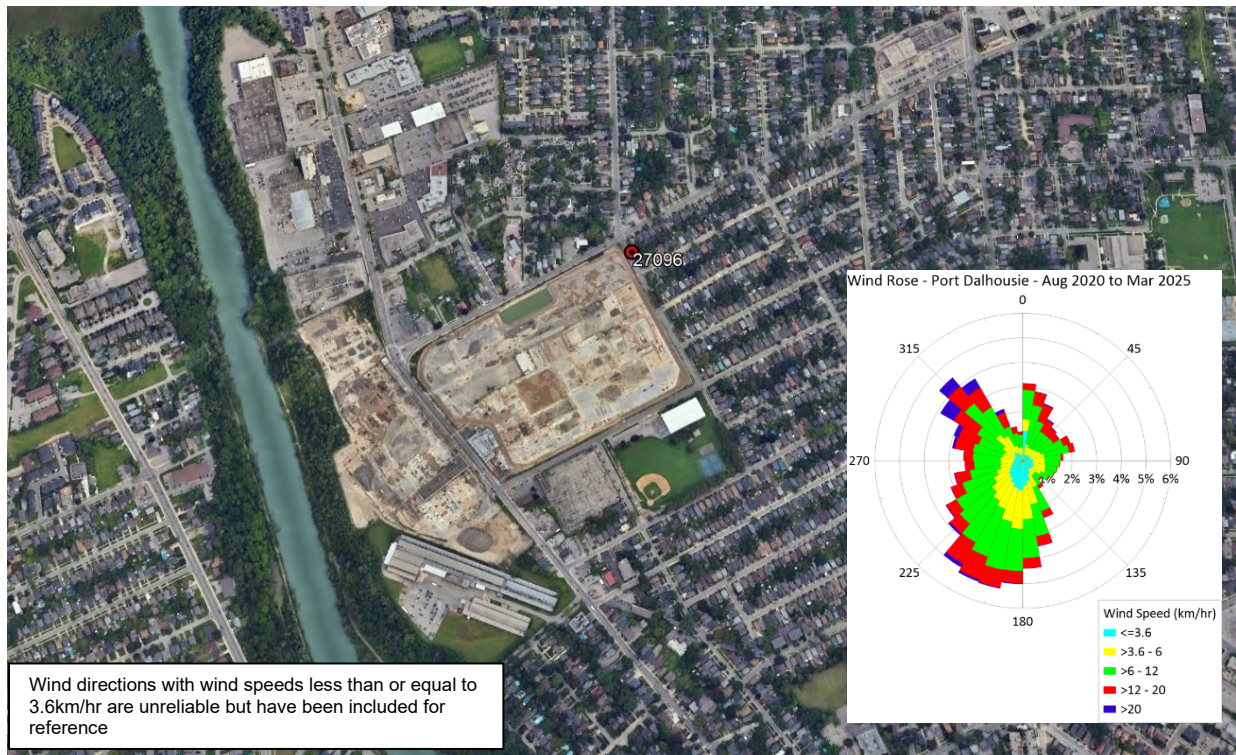 27096
Wind Rose - Port Dalhousie - Aug 2020 to Mar 2025
0
315
45
270
90
1% 2% 3% 4% 5% 6%
225
135
180
Wind Speed (km/hr)
<=3.6
>3.6 - 6
>6 - 12
>12 - 20
>20
Wind directions with wind speeds less than or equal to
3.6km/hr are unreliable but have been included for
reference